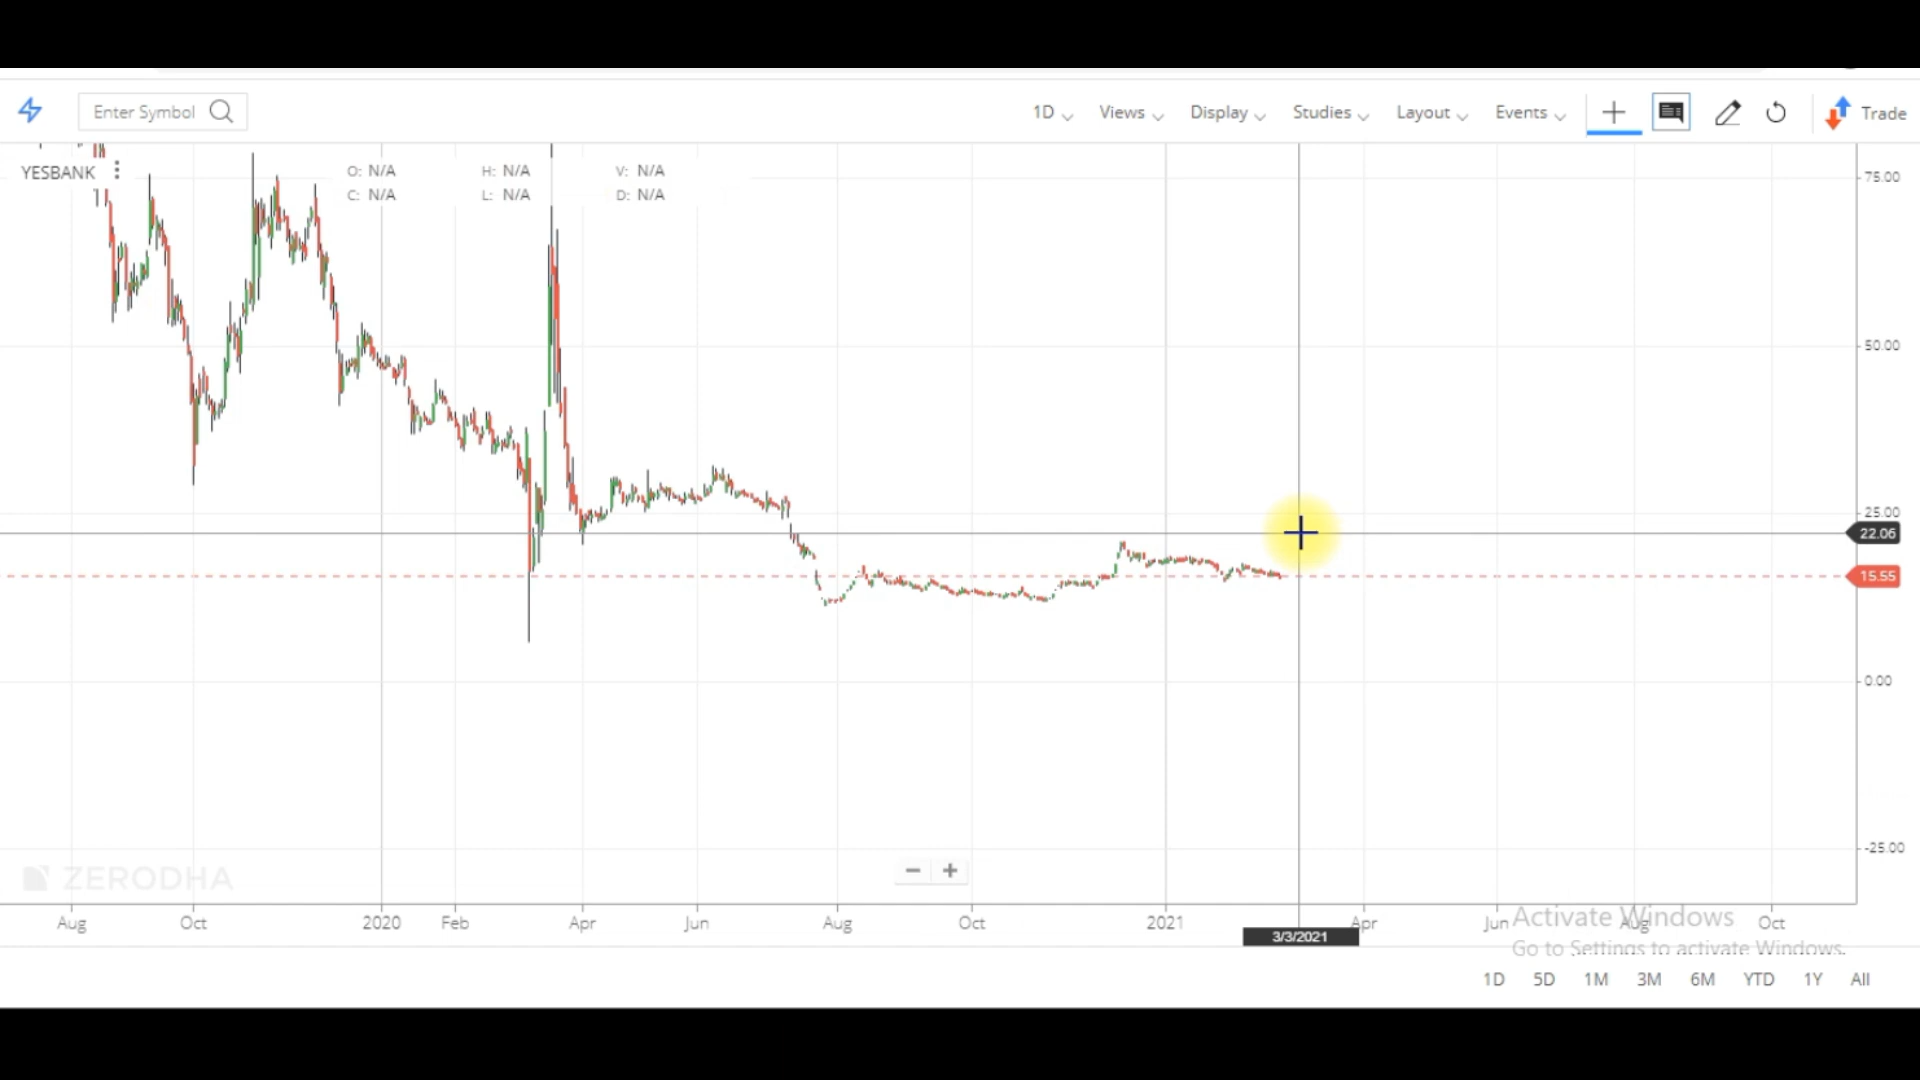 Enter Symbol 1D Views Display Studies Layout Events Trade
YESBANK O: N/A H: N/A V: N/A
C: N/A L: N/A D: N/A
75.00
50.00
25.00
22.06
15.55
0.00
-25.00
ZERODHA
Aug Oct 2020 Feb Apr Jun Aug Oct 2021 Apr Jun Aug Oct
3/3/2021
Activate Windows
Go to Settings to activate Windows.
1D 5D 1M 3M 6M YTD 1Y All